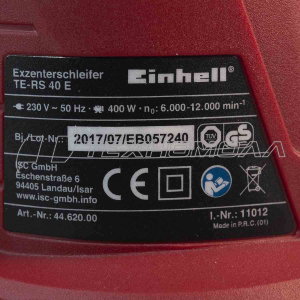 Exzenterschleifer
TE-RS 40 E
Einhell
230 V ~ 50 Hz 400 W n₀: 6.000-12.000 min⁻¹
Bj./Lot-Nr.: 2017/07/EB057240
GS
ТЕХНОМОЛЛ
ISC GmbH
Eschenstraße 6
94405 Landau/Isar
www.isc-gmbh.info
CE
Art.-Nr.: 44.620.00
I.-Nr.: 11012
Made in P.R.C. (01)